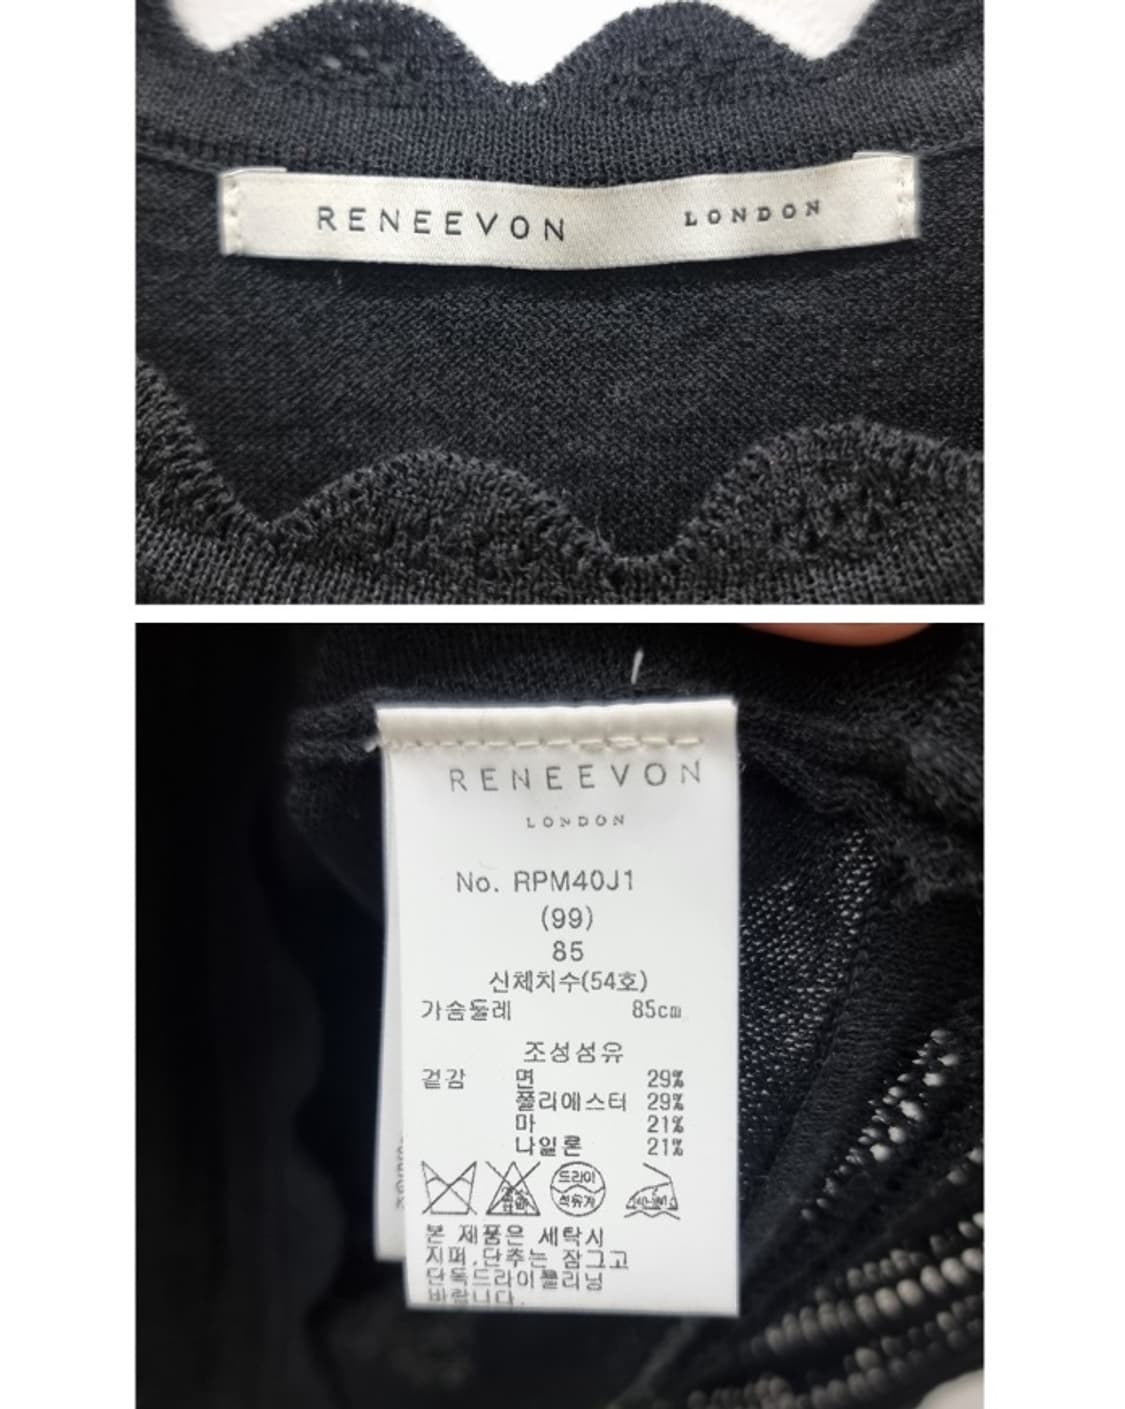 RENEEVON LONDON
RENEEVON
LONDON
No. RPM40J1
(99)
85
신체치수(54호)
가슴둘레 85cm
조성섬유
겉감 면 29%
폴리에스터 29%
마 21%
나일론 21%
드라이
석유계
본 제품은 세탁시
지퍼,단추는 잠그고
단독드라이클리닝
바랍니다.